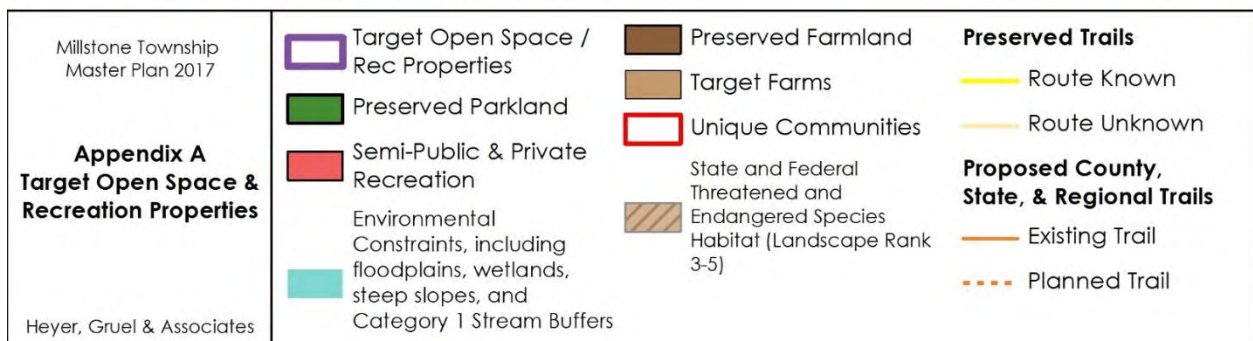 Millstone Township
Master Plan 2017
Appendix A
Target Open Space &
Recreation Properties
Heyer, Gruel & Associates
Target Open Space /
Rec Properties
Preserved Parkland
Semi-Public & Private
Recreation
Environmental
Constraints, including
floodplains, wetlands,
steep slopes, and
Category 1 Stream Buffers
Preserved Farmland
Target Farms
Unique Communities
State and Federal
Threatened and
Endangered Species
Habitat (Landscape Rank
3-5)
Preserved Trails
Route Known
Route Unknown
Proposed County,
State, & Regional Trails
Existing Trail
Planned Trail